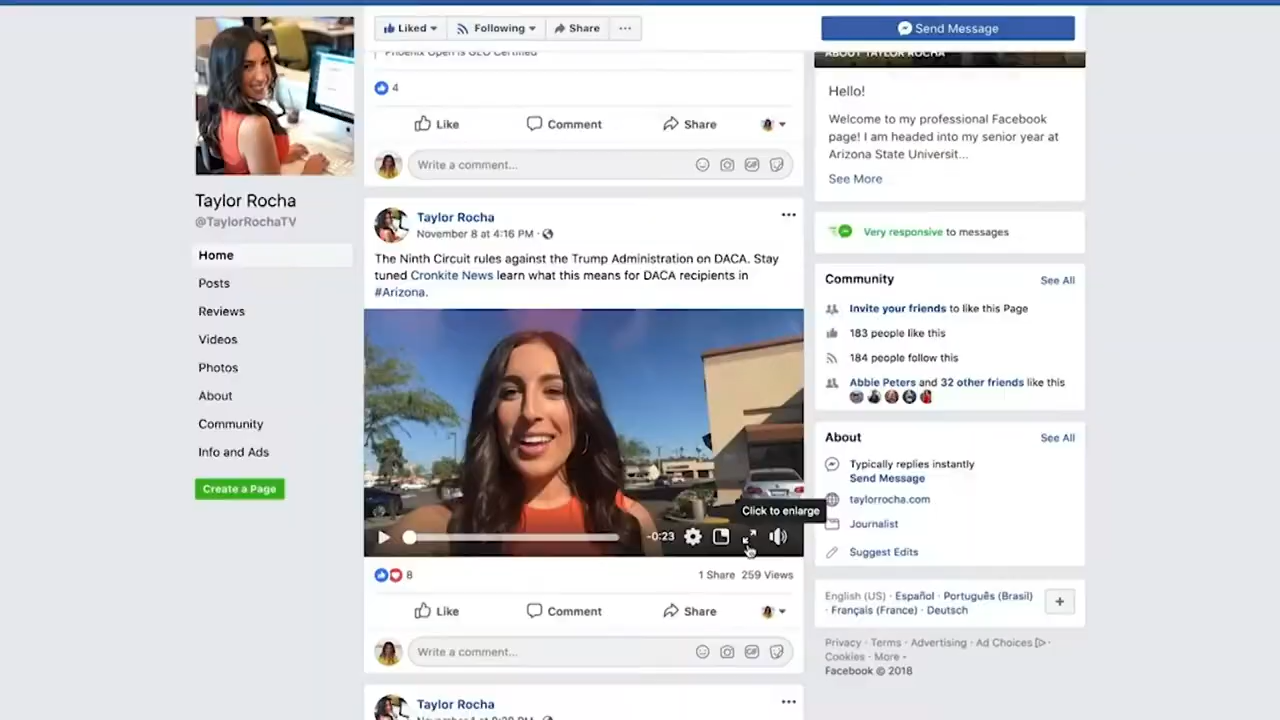 Liked
Following
Share
Send Message
Phoenix Open is GEO Certified
4
Like
Comment
Share
Write a comment...
Taylor Rocha
@TaylorRochaTV
Home
Posts
Reviews
Videos
Photos
About
Community
Info and Ads
Create a Page
Taylor Rocha
November 8 at 4:16 PM ·
The Ninth Circuit rules against the Trump Administration on DACA. Stay
tuned Cronkite News learn what this means for DACA recipients in
#Arizona.
-0:23
Click to enlarge
8
1 Share 259 Views
Like
Comment
Share
Write a comment...
Taylor Rocha
ABOUT TAYLOR ROCHA
Hello!
Welcome to my professional Facebook
page! I am headed into my senior year at
Arizona State Universit...
See More
Very responsive to messages
Community
See All
Invite your friends to like this Page
183 people like this
184 people follow this
Abbie Peters and 32 other friends like this
About
See All
Typically replies instantly
Send Message
taylorrocha.com
Journalist
Suggest Edits
English (US) · Español · Português (Brasil)
· Français (France) · Deutsch
+
Privacy · Terms · Advertising · Ad Choices ·
Cookies · More
Facebook © 2018